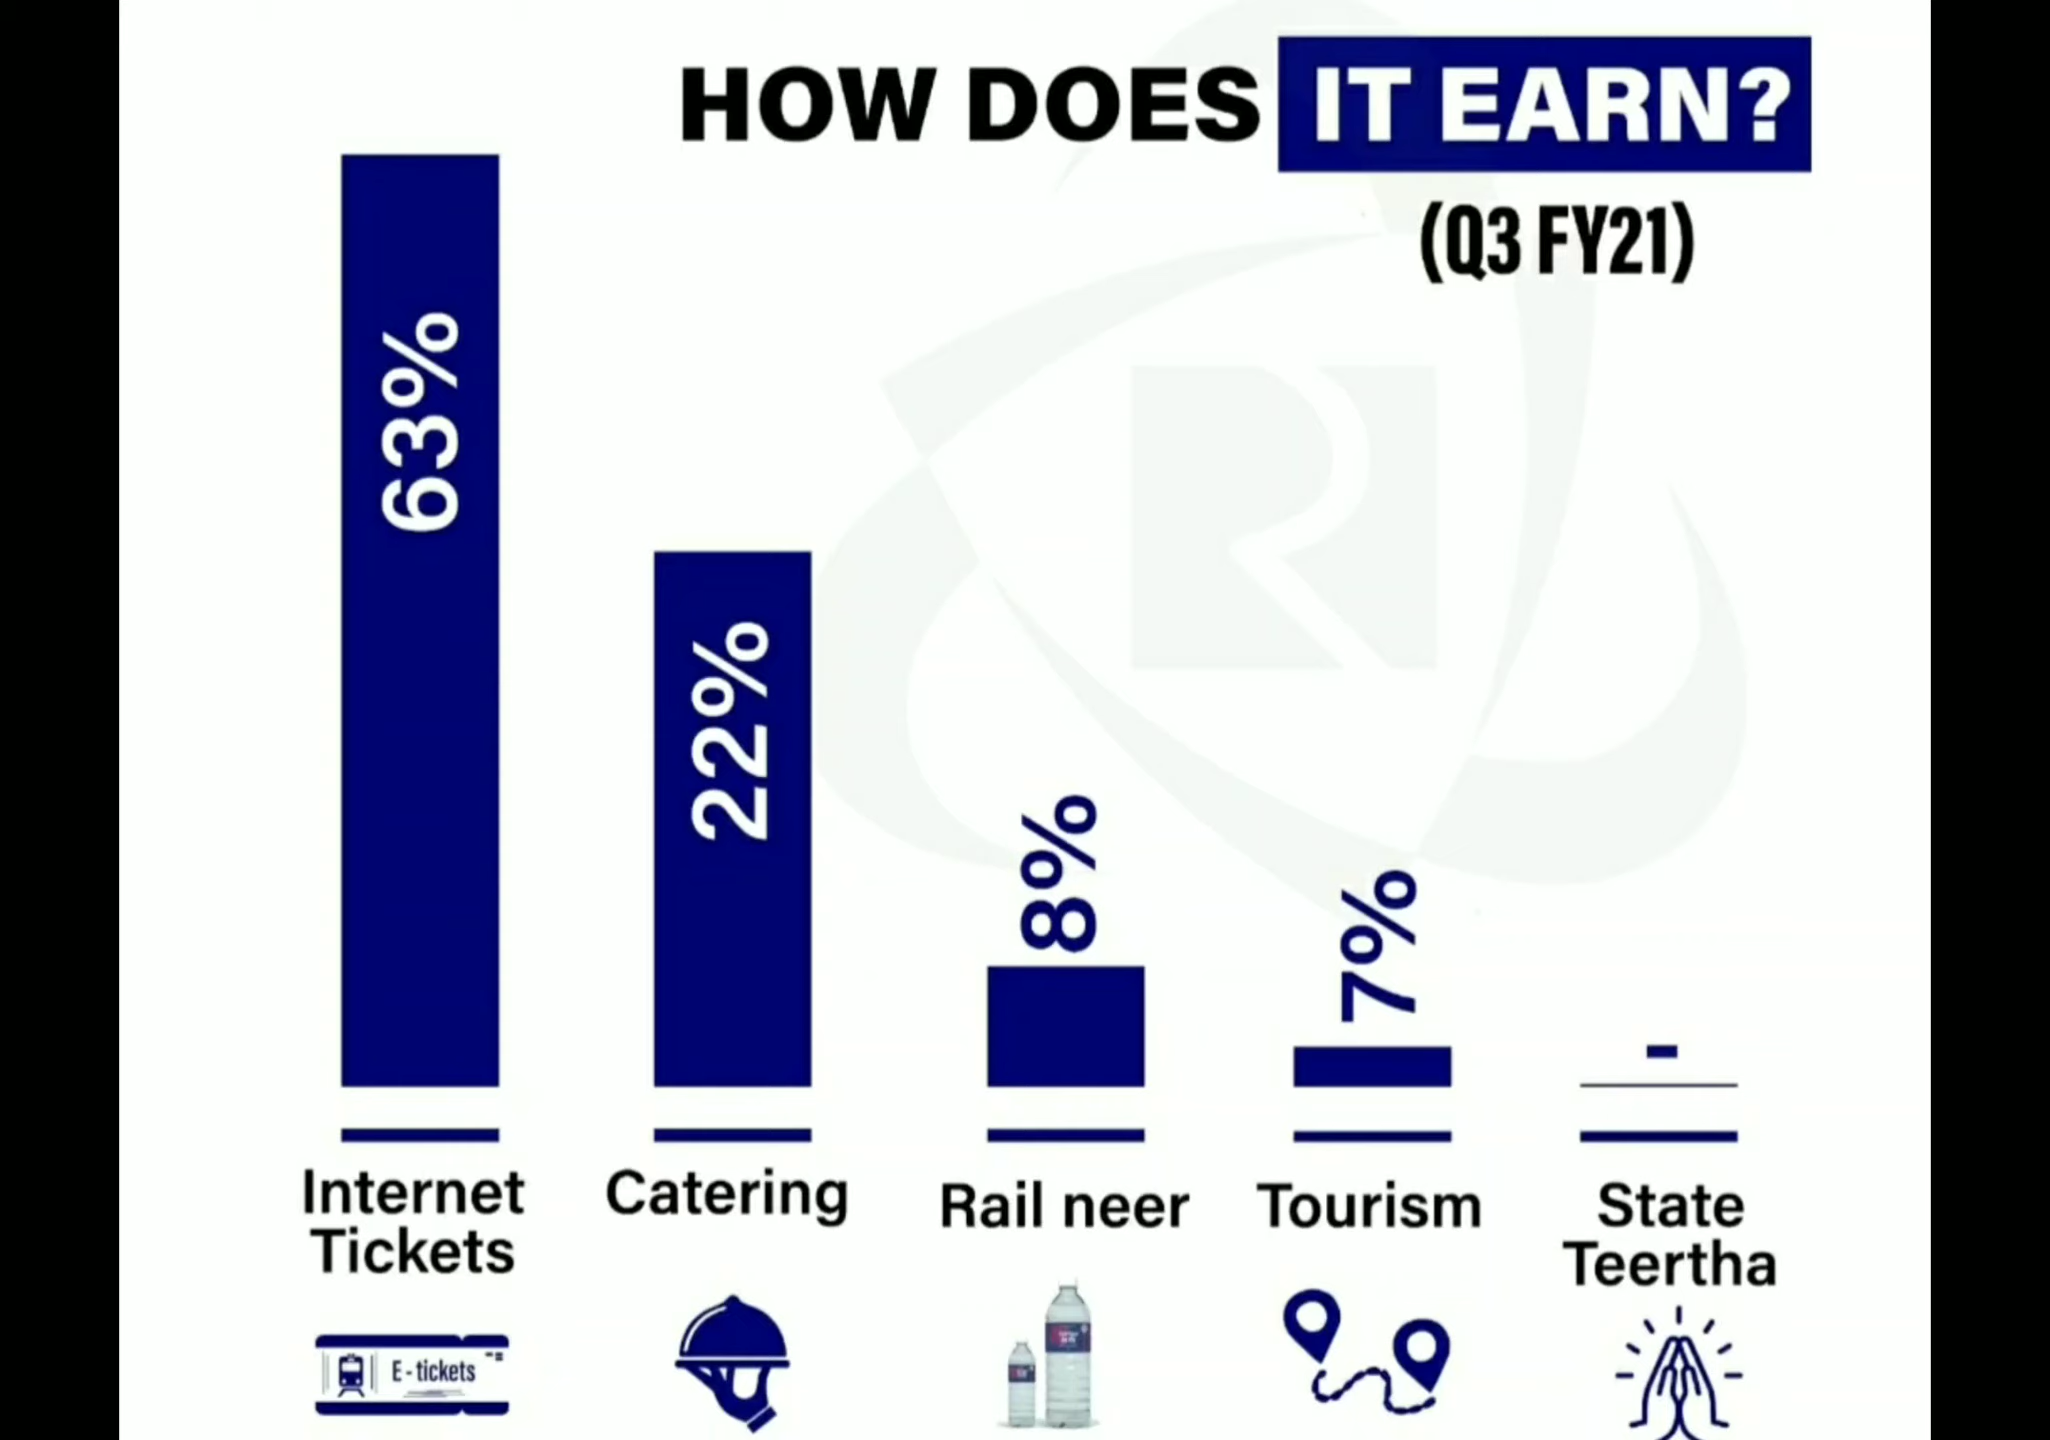 HOW DOES IT EARN?
(Q3 FY21)
63%
22%
8%
7%
-
Internet
Tickets
Catering
Rail neer
Tourism
State
Teertha
E - tickets